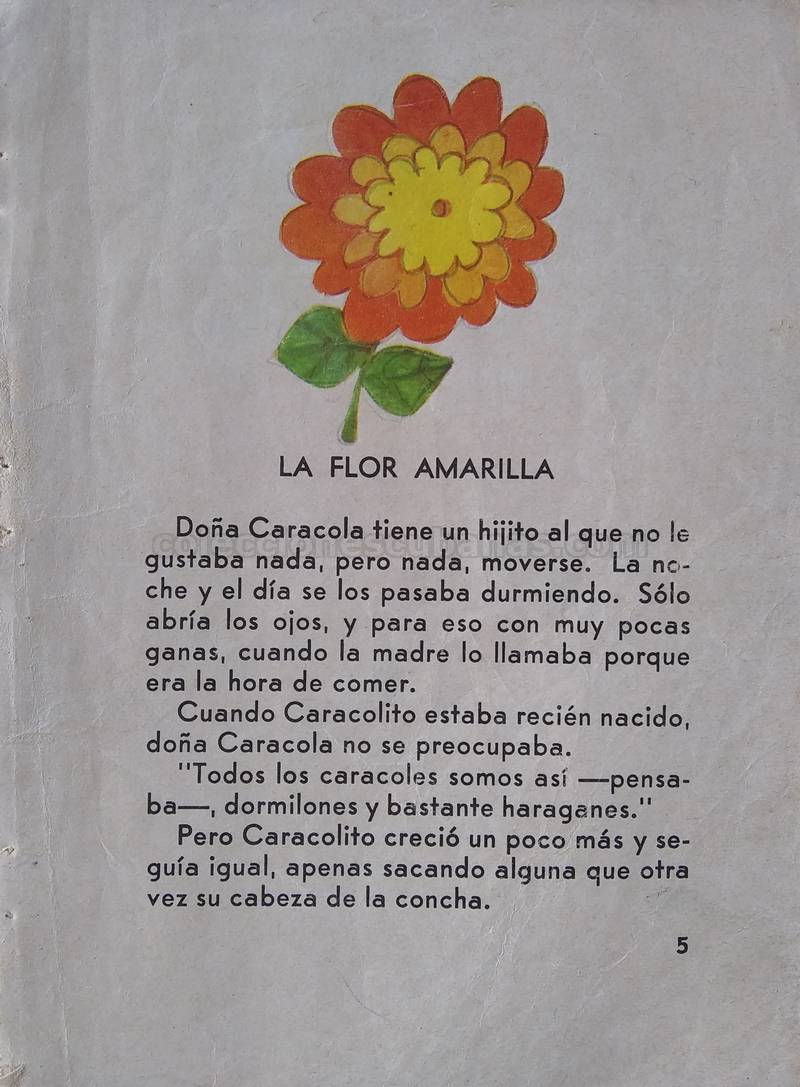 LA FLOR AMARILLA
Doña Caracola tiene un hijito al que no le
gustaba nada, pero nada, moverse. La no-
che y el día se los pasaba durmiendo. Sólo
abría los ojos, y para eso con muy pocas
ganas, cuando la madre lo llamaba porque
era la hora de comer.
Cuando Caracolito estaba recién nacido,
doña Caracola no se preocupaba.
"Todos los caracoles somos así —pensa-
ba—, dormilones y bastante haraganes."
Pero Caracolito creció un poco más y se-
guía igual, apenas sacando alguna que otra
vez su cabeza de la concha.
5